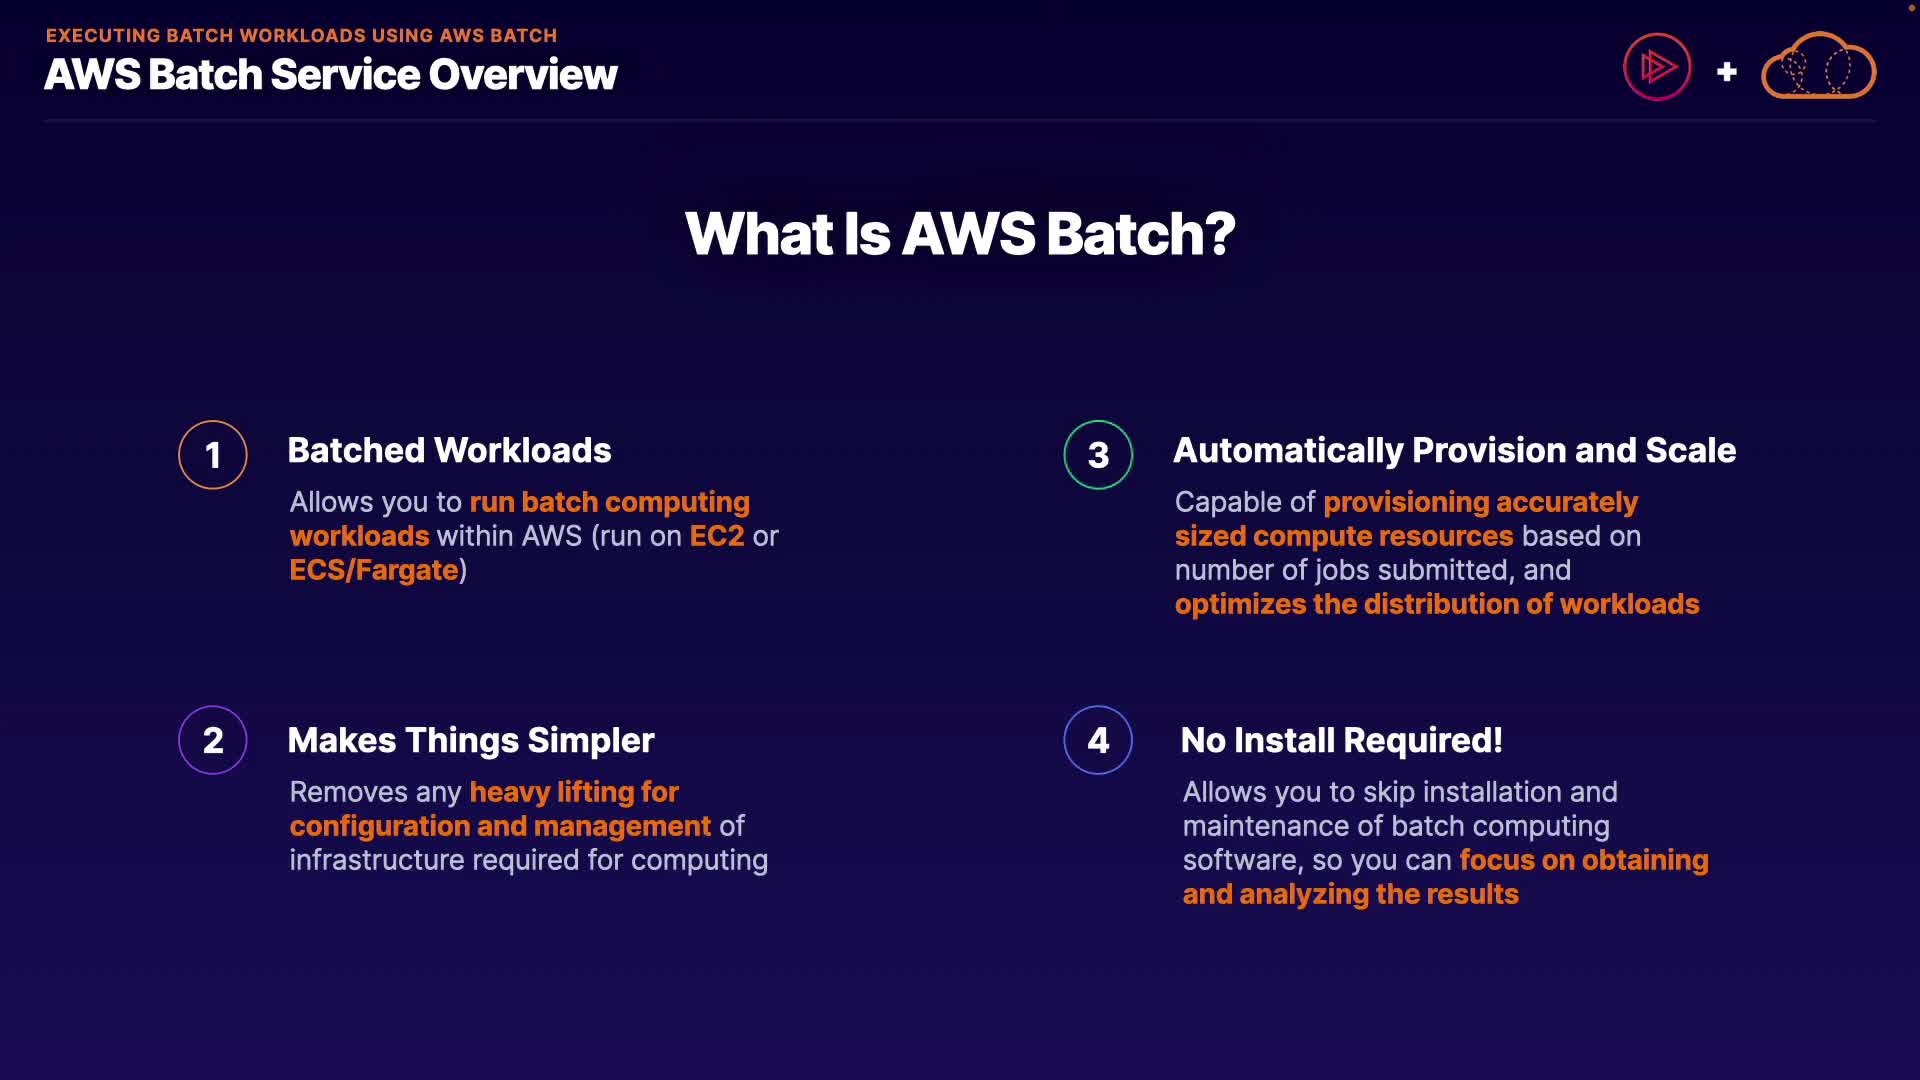 EXECUTING BATCH WORKLOADS USING AWS BATCH
AWS Batch Service Overview
+
What Is AWS Batch?
1
Batched Workloads
Allows you to run batch computing
workloads within AWS (run on EC2 or
ECS/Fargate)
2
Makes Things Simpler
Removes any heavy lifting for
configuration and management of
infrastructure required for computing
3
Automatically Provision and Scale
Capable of provisioning accurately
sized compute resources based on
number of jobs submitted, and
optimizes the distribution of workloads
4
No Install Required!
Allows you to skip installation and
maintenance of batch computing
software, so you can focus on obtaining
and analyzing the results